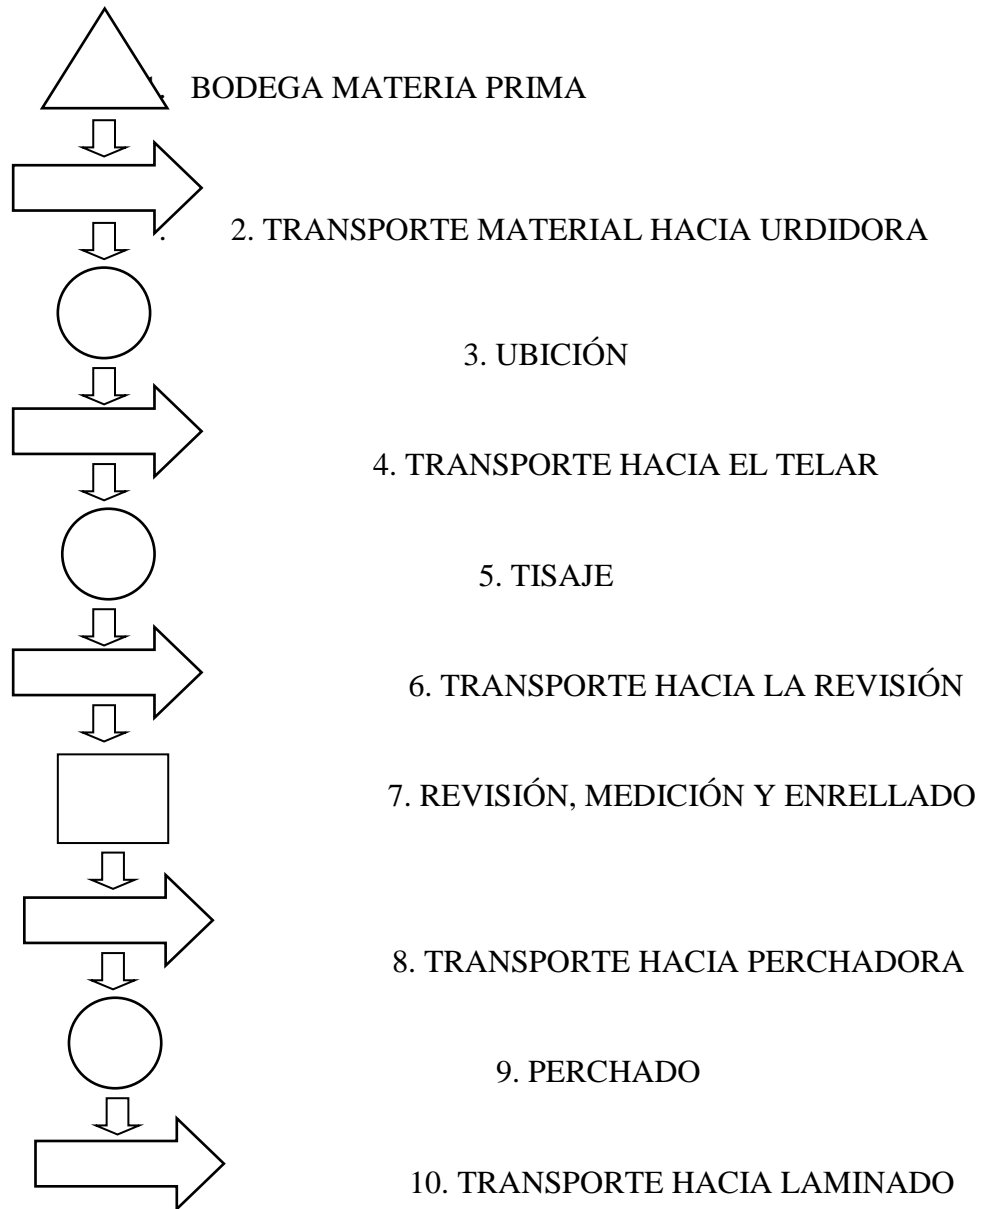 . BODEGA MATERIA PRIMA
. 2. TRANSPORTE MATERIAL HACIA URDIDORA
3. UBICIÓN
4. TRANSPORTE HACIA EL TELAR
5. TISAJE
6. TRANSPORTE HACIA LA REVISIÓN
7. REVISIÓN, MEDICIÓN Y ENRELLADO
8. TRANSPORTE HACIA PERCHADORA
9. PERCHADO
10. TRANSPORTE HACIA LAMINADO